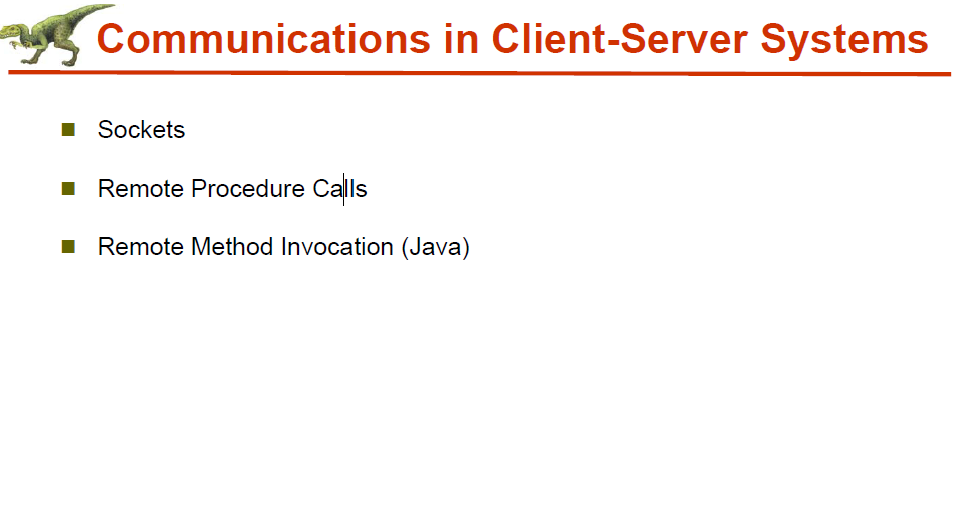 Communications in Client-Server Systems
Sockets
Remote Procedure Calls
Remote Method Invocation (Java)